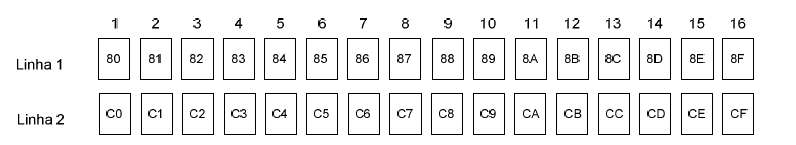 1 2 3 4 5 6 7 8 9 10 11 12 13 14 15 16
Linha 1 80 81 82 83 84 85 86 87 88 89 8A 8B 8C 8D 8E 8F
Linha 2 C0 C1 C2 C3 C4 C5 C6 C7 C8 C9 CA CB CC CD CE CF